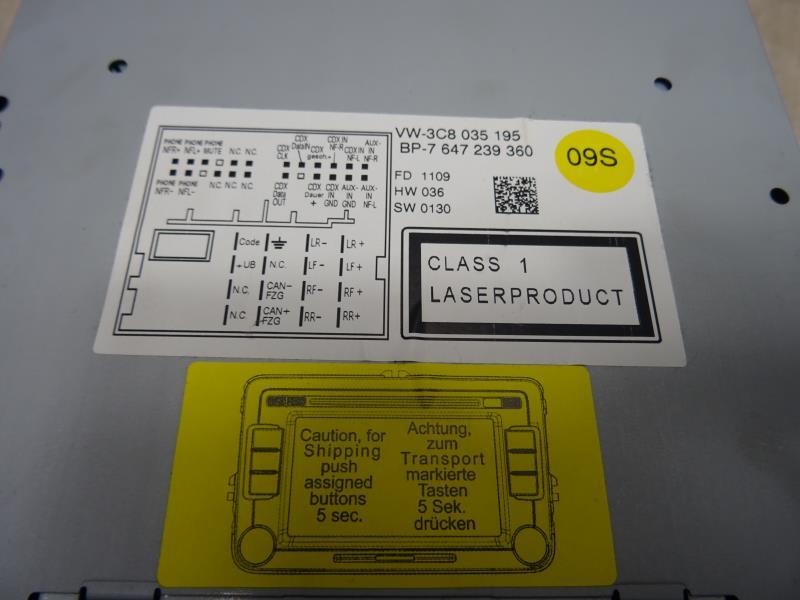 VW-3C8 035 195
BP-7 647 239 360
FD 1109
HW 036
SW 0130
09S
CLASS 1
LASERPRODUCT
PHONE NFR+ PHONE NFL+ PHONE MUTE N.C. N.C.
CDX CLK CDX DataIN CDX gesch.+ CDX IN NF-R CDX IN NF-L AUX-IN NF-R
PHONE NFR- PHONE NFL- N.C. N.C. N.C.
CDX Data OUT CDX Dauer + CDX IN GND AUX-IN GND AUX-IN NF-L
Code LR- LR+
+UB N.C. LF- LF+
N.C. CAN-FZG RF- RF+
N.C. CAN+FZG RR- RR+
Caution, for
Shipping
push
assigned
buttons
5 sec.
Achtung,
zum
Transport
markierte
Tasten
5 Sek.
drücken